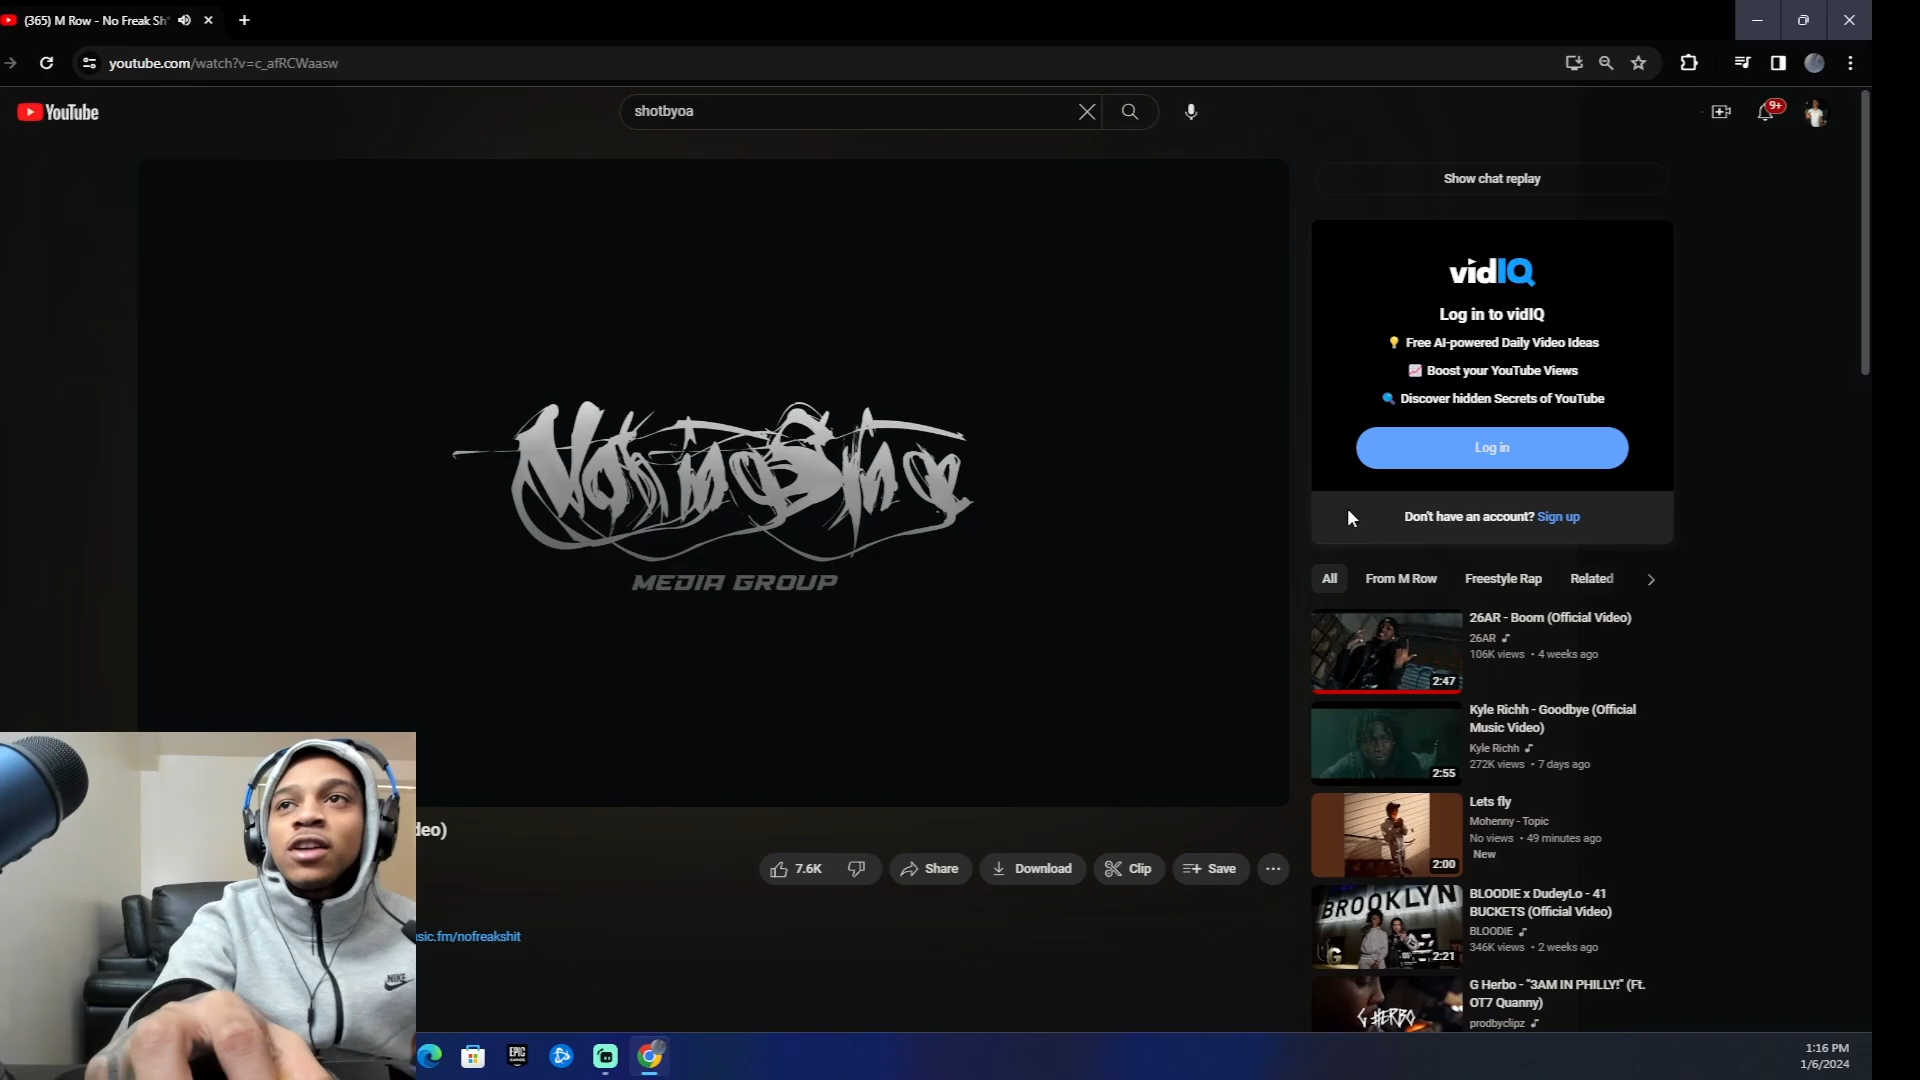 (365) M Row - No Freak Sh
youtube.com/watch?v=c_afRCWaasw
YouTube
shotbyoa
9+
Show chat replay
vidIQ
Log in to vidIQ
Free AI-powered Daily Video Ideas
Boost your YouTube Views
Discover hidden Secrets of YouTube
Log in
Don't have an account? Sign up
All
From M Row
Freestyle Rap
Related
MEDIA GROUP
26AR - Boom (Official Video)
26AR
106K views • 4 weeks ago
2:47
Kyle Richh - Goodbye (Official
Music Video)
Kyle Richh
272K views • 7 days ago
2:55
Lets fly
Mohenny - Topic
No views • 49 minutes ago
New
2:00
BROOKLYN
BLOODIE x DudeyLo - 41
BUCKETS (Official Video)
BLOODIE
346K views • 2 weeks ago
2:21
G HERBO
G Herbo - "3AM IN PHILLY!" (Ft.
OT7 Quanny)
prodbyclipz
deo)
7.6K
Share
Download
Clip
Save
sic.fm/nofreakshit
NIKE
EPIC
GAMES
1:16 PM
1/6/2024